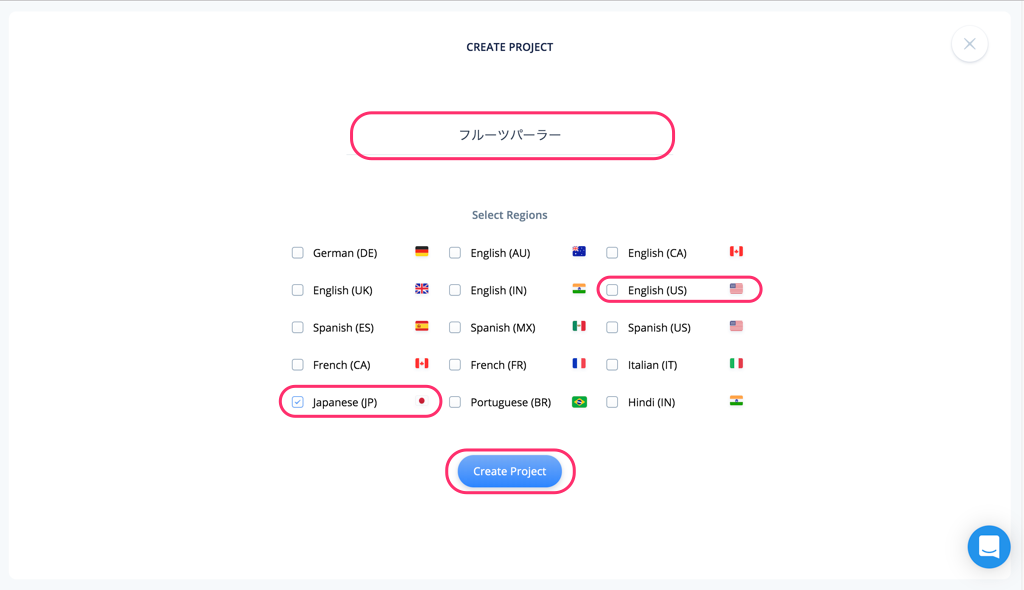 CREATE PROJECT
フルーツパーラー
Select Regions
German (DE) English (AU) English (CA)
English (UK) English (IN) English (US)
Spanish (ES) Spanish (MX) Spanish (US)
French (CA) French (FR) Italian (IT)
Japanese (JP) Portuguese (BR) Hindi (IN)
Create Project